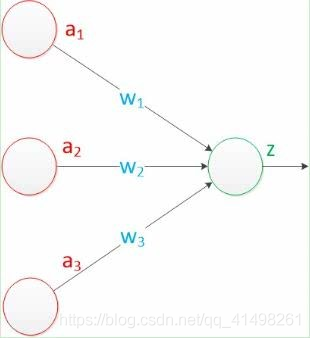 a₁
w₁
a₂
w₂
z
w₃
a₃
https://blog.csdn.net/qq_41498261